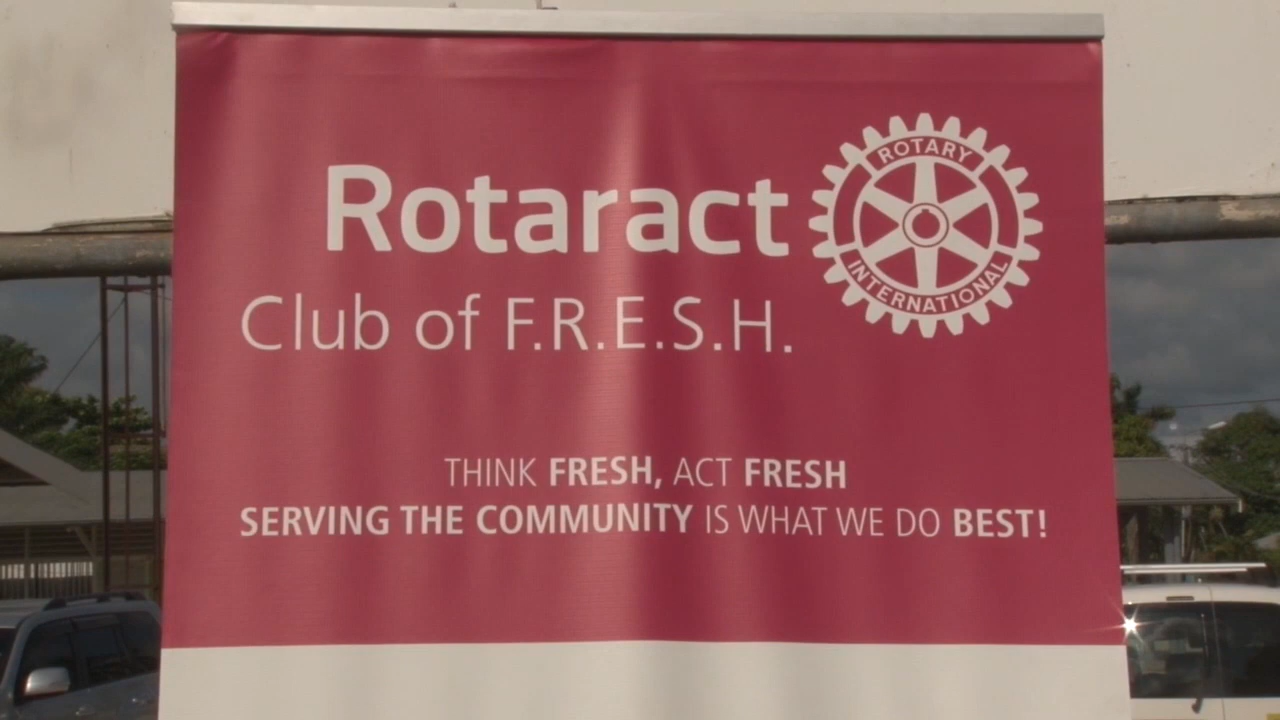 Rotaract
ROTARY
INTERNATIONAL
Club of F.R.E.S.H.
THINK FRESH, ACT FRESH
SERVING THE COMMUNITY IS WHAT WE DO BEST!